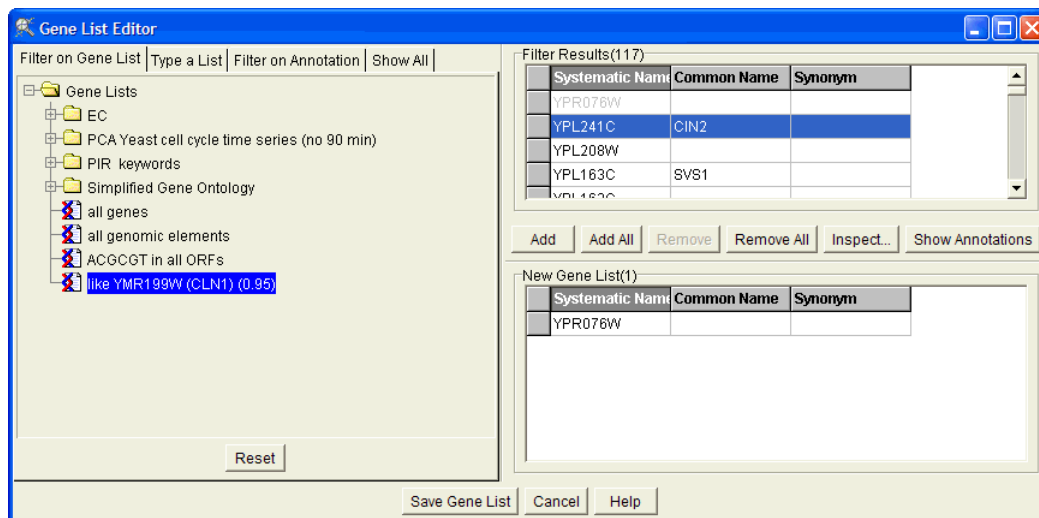 Gene List Editor
Filter on Gene List Type a List Filter on Annotation Show All
Gene Lists
EC
PCA Yeast cell cycle time series (no 90 min)
PIR keywords
Simplified Gene Ontology
all genes
all genomic elements
ACGCGT in all ORFs
like YMR199W (CLN1) (0.95)
Reset
Filter Results(117)
Systematic Name Common Name Synonym
YPR076W
YPL241C CIN2
YPL208W
YPL163C SVS1
Add Add All Remove Remove All Inspect... Show Annotations
New Gene List(1)
Systematic Name Common Name Synonym
YPR076W
Save Gene List Cancel Help